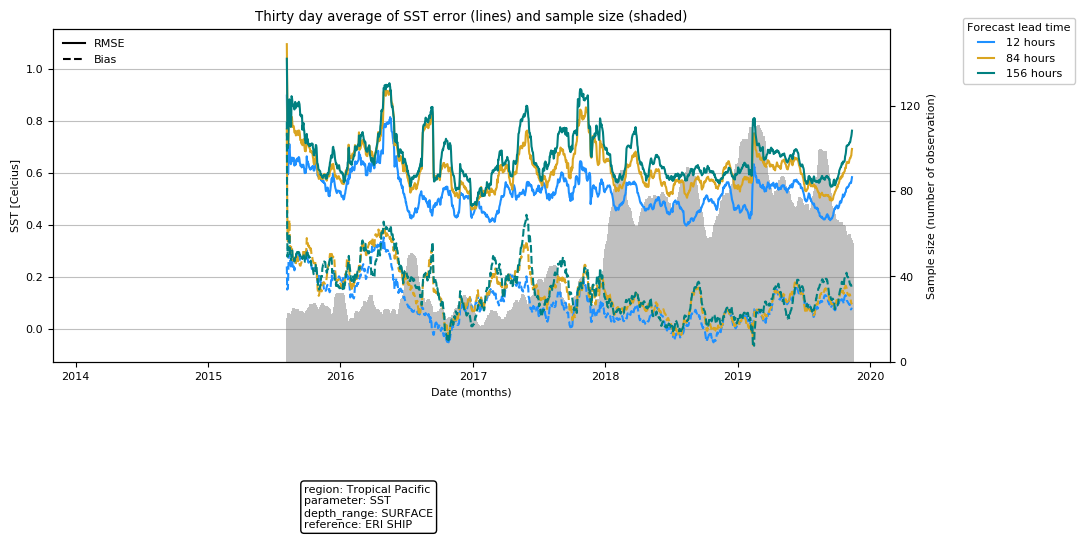 Thirty day average of SST error (lines) and sample size (shaded)
RMSE
Bias
Forecast lead time
12 hours
84 hours
156 hours
SST [Celcius]
1.0
0.8
0.6
0.4
0.2
0.0
120
80
40
0
Sample size (number of observation)
2014
2015
2016
2017
2018
2019
2020
Date (months)
region: Tropical Pacific
parameter: SST
depth_range: SURFACE
reference: ERI SHIP